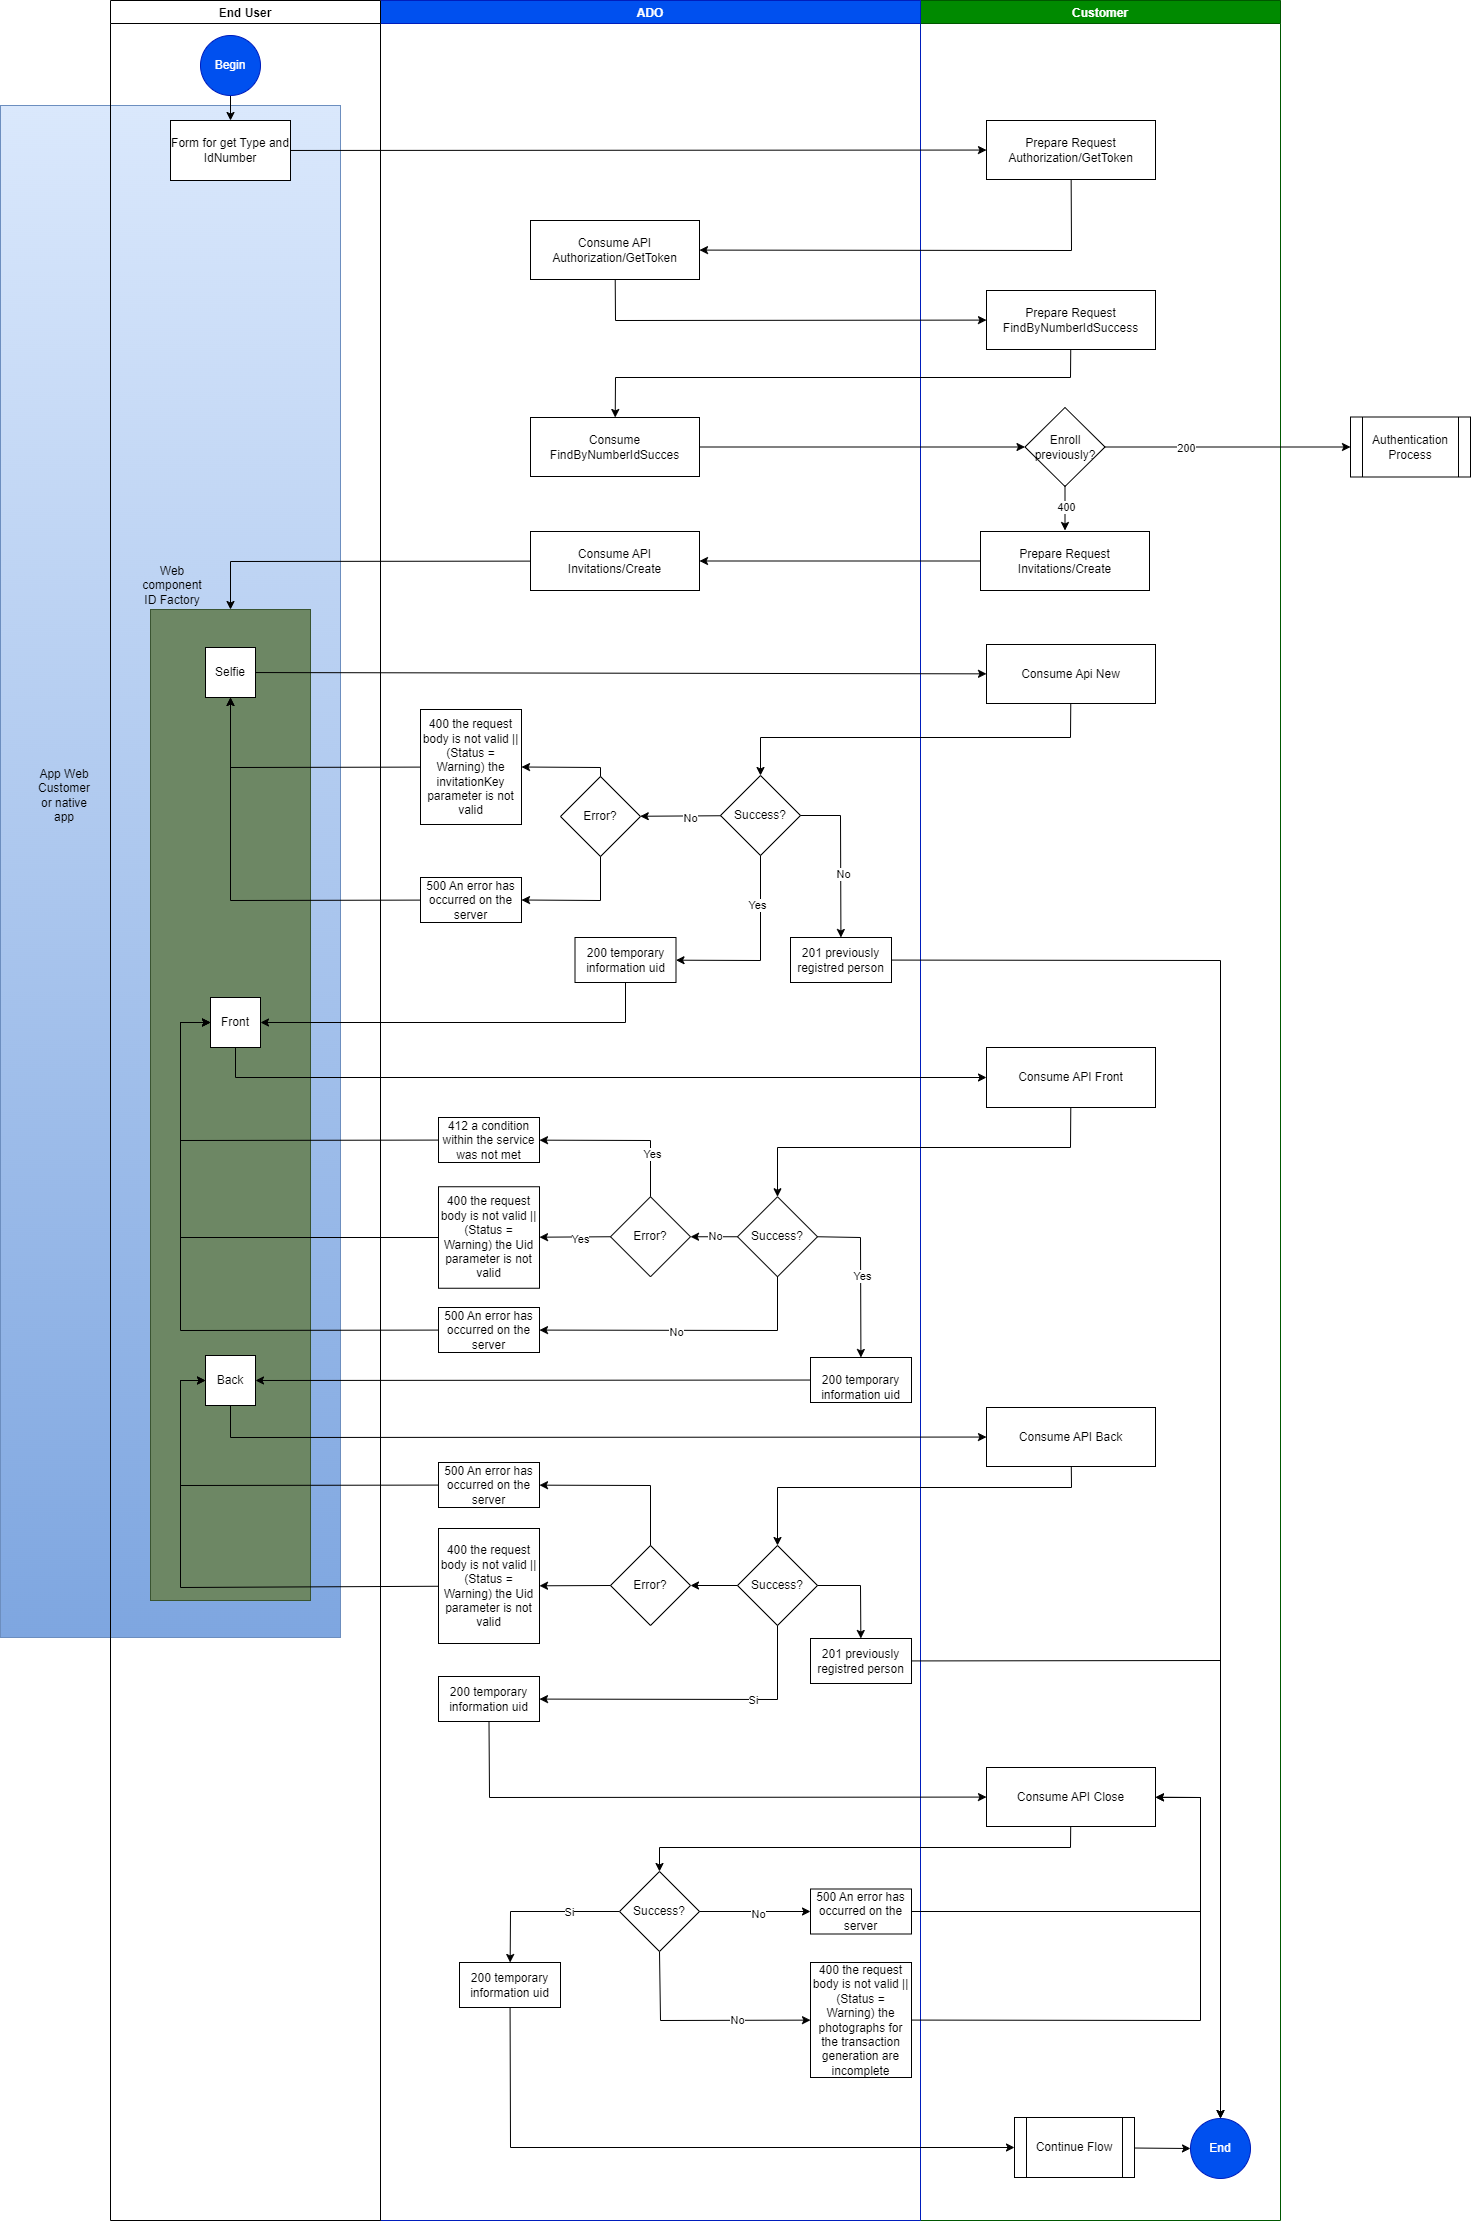 End User
ADO
Customer
Begin
Form for get Type and
IdNumber
Prepare Request
Authorization/GetToken
Consume API
Authorization/GetToken
Prepare Request
FindByNumberIdSuccess
Consume
FindByNumberIdSucces
Enroll
previously?
200
Authentication
Process
400
Consume API
Invitations/Create
Prepare Request
Invitations/Create
Web
component
ID Factory
Selfie
Consume Api New
App Web
Customer
or native
app
400 the request
body is not valid ||
(Status =
Warning) the
invitationKey
parameter is not
valid
Error?
No
Success?
No
500 An error has
occurred on the
server
Yes
200 temporary
information uid
201 previously
registred person
Front
Consume API Front
412 a condition
within the service
was not met
Yes
400 the request
body is not valid ||
(Status =
Warning) the Uid
parameter is not
valid
Yes
Error?
No
Success?
Yes
500 An error has
occurred on the
server
No
Back
200 temporary
information uid
Consume API Back
500 An error has
occurred on the
server
400 the request
body is not valid ||
(Status =
Warning) the Uid
parameter is not
valid
Error?
Success?
201 previously
registred person
200 temporary
information uid
Si
Consume API Close
Si
Success?
No
500 An error has
occurred on the
server
200 temporary
information uid
No
400 the request
body is not valid ||
(Status =
Warning) the
photographs for
the transaction
generation are
incomplete
Continue Flow
End